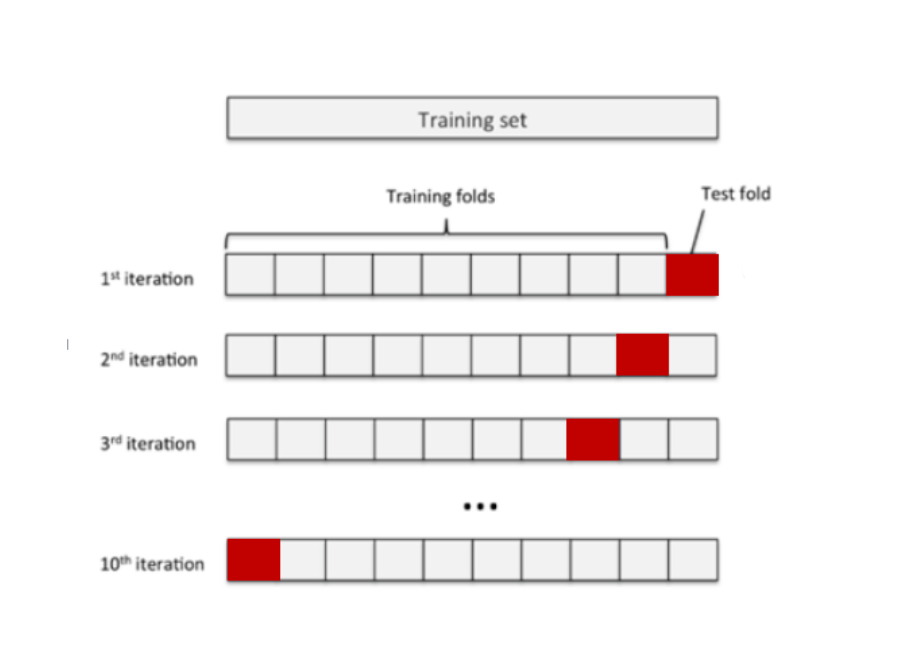 Training set
Training folds
Test fold
1st iteration
2nd iteration
3rd iteration
...
10th iteration